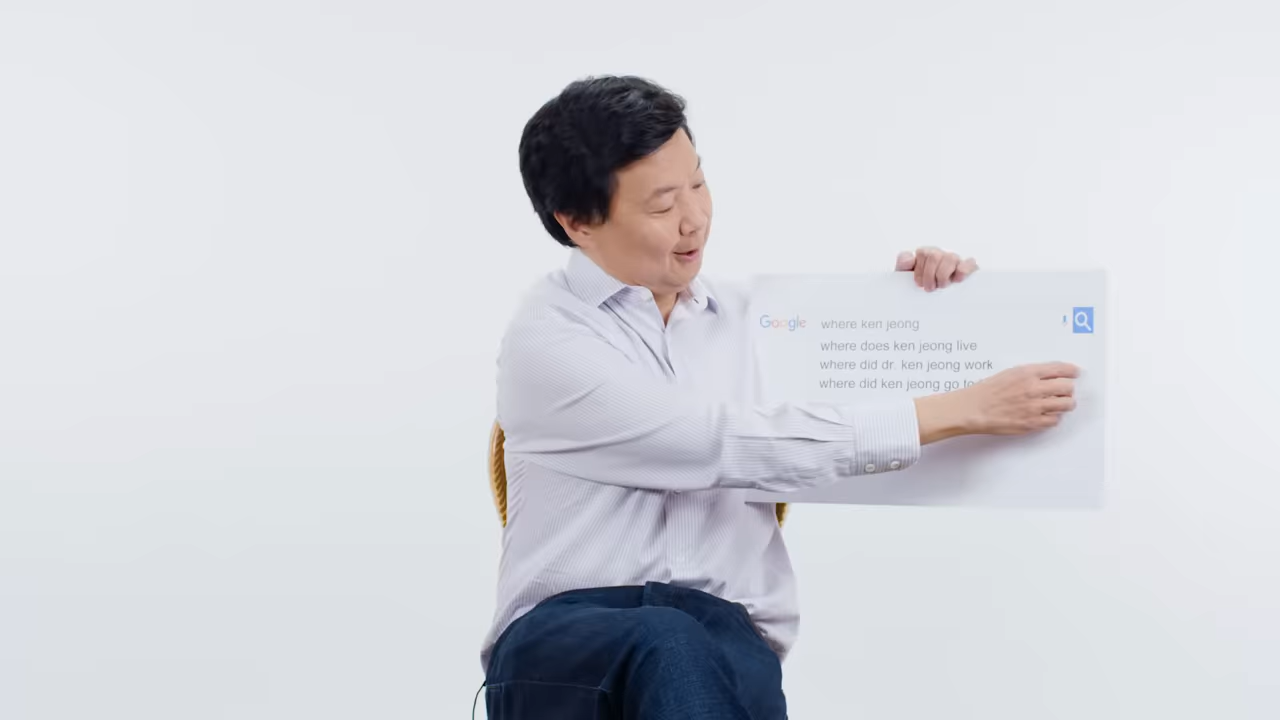 Google where ken jeong
where does ken jeong live
where did dr. ken jeong work
where did ken jeong go to